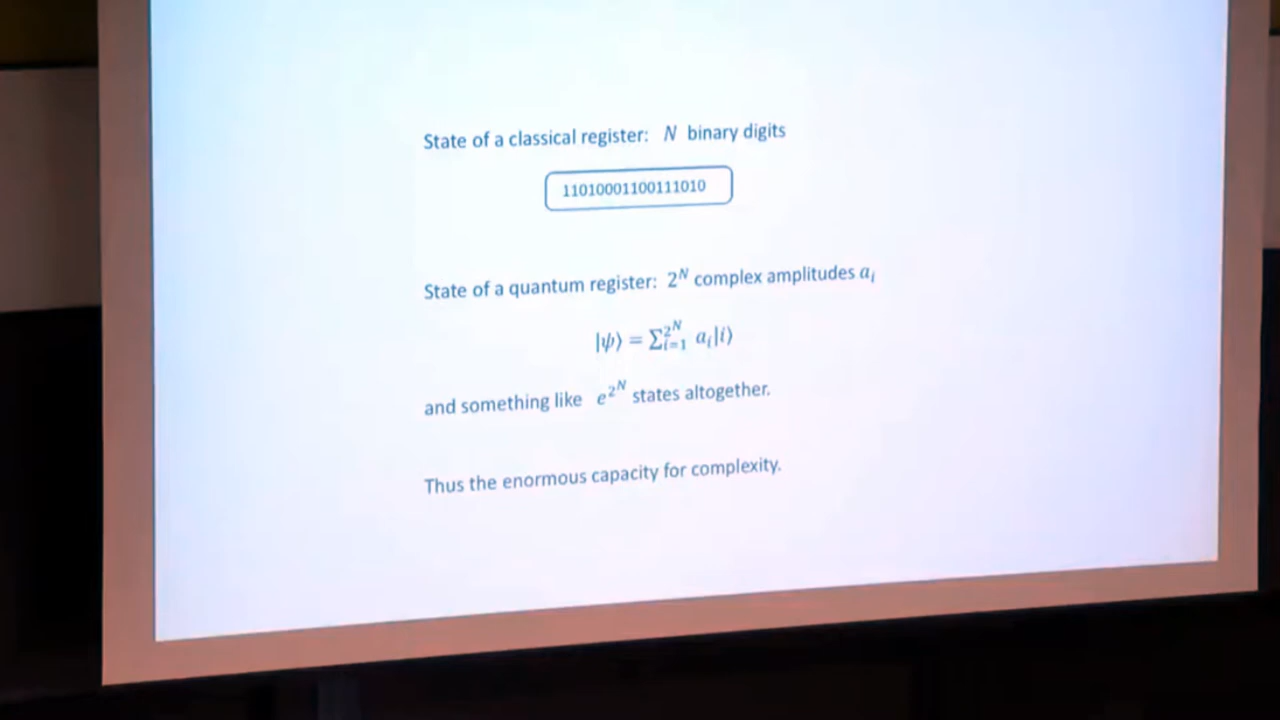 State of a classical register: N binary digits
11010001100111010
State of a quantum register: 2^N complex amplitudes a_i
|ψ⟩ = ∑_{i=1}^{2^N} a_i|i⟩
and something like e^{2^N} states altogether.
Thus the enormous capacity for complexity.